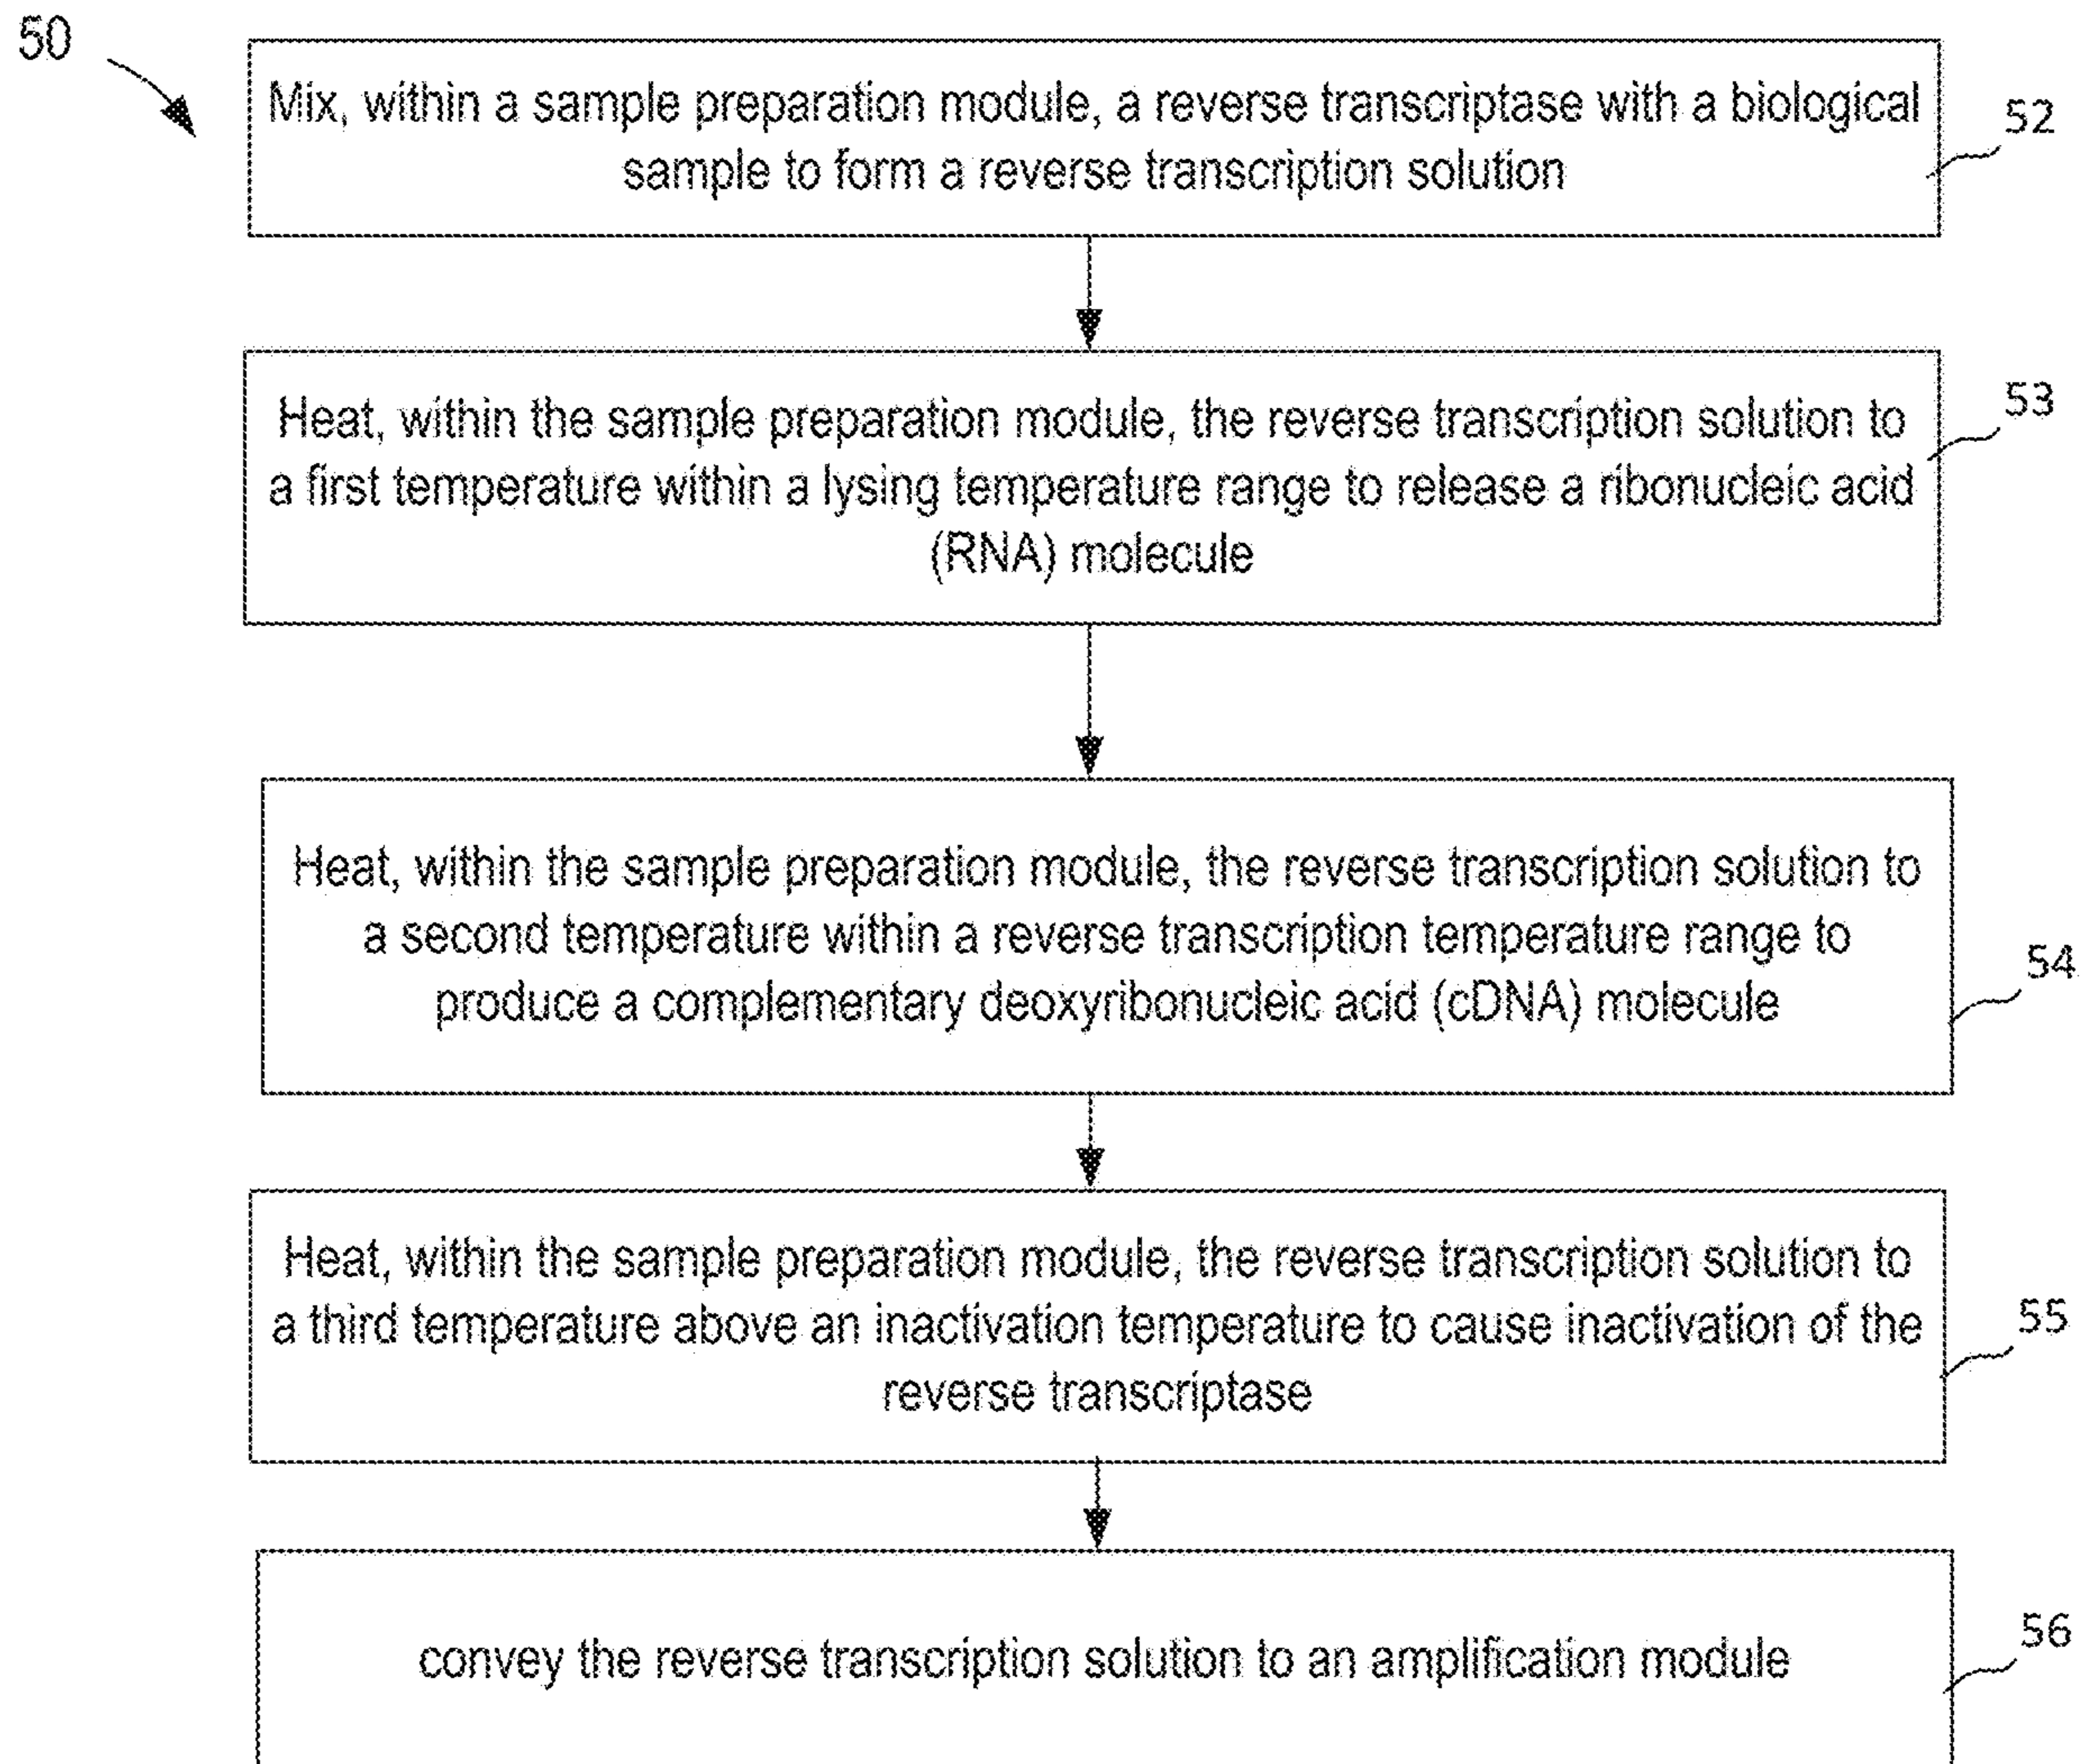 50
Mix, within a sample preparation module, a reverse transcriptase with a biological
sample to form a reverse transcription solution
52
Heat, within the sample preparation module, the reverse transcription solution to
a first temperature within a lysing temperature range to release a ribonucleic acid
(RNA) molecule
53
Heat, within the sample preparation module, the reverse transcription solution to
a second temperature within a reverse transcription temperature range to
produce a complementary deoxyribonucleic acid (cDNA) molecule
54
Heat, within the sample preparation module, the reverse transcription solution to
a third temperature above an inactivation temperature to cause inactivation of the
reverse transcriptase
55
convey the reverse transcription solution to an amplification module
56